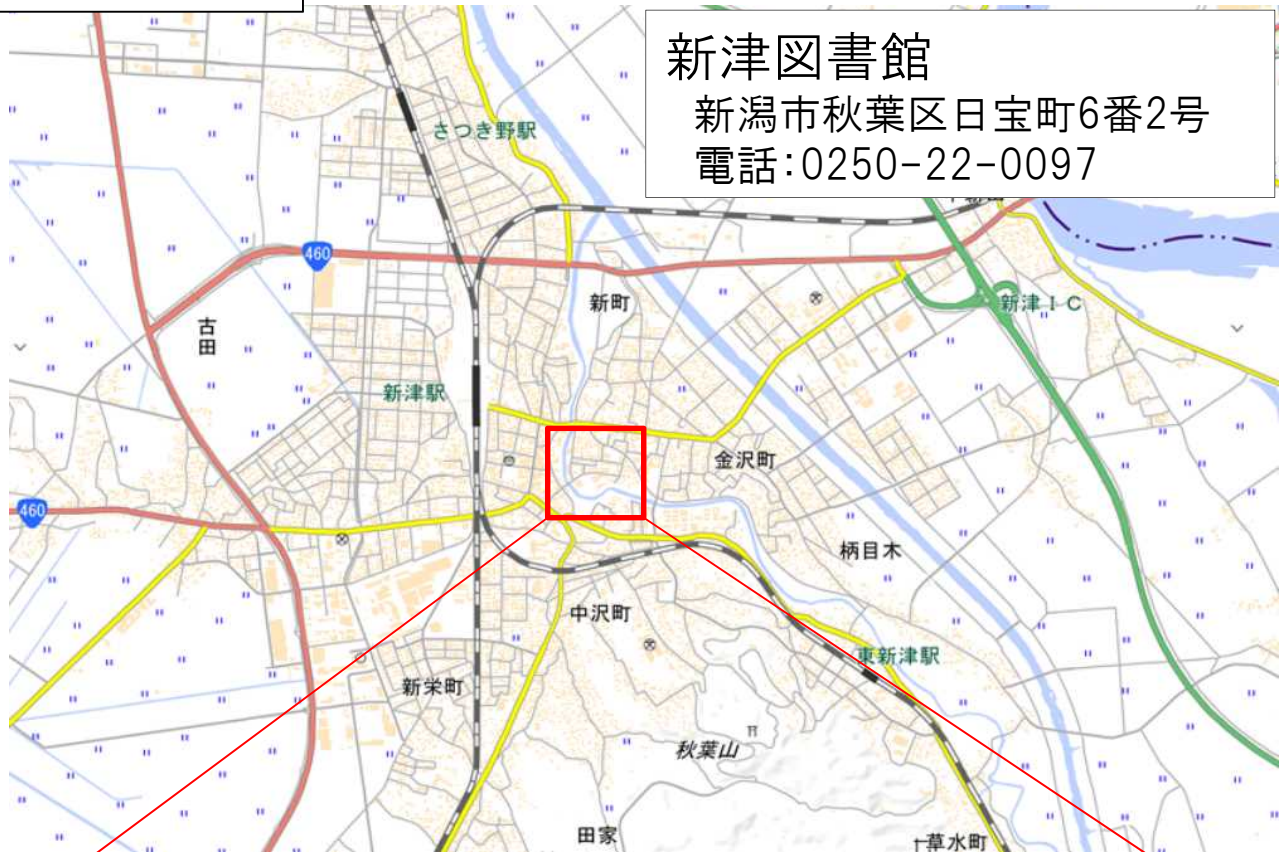 新津図書館
新潟市秋葉区日宝町6番2号
電話:0250-22-0097
さつき野駅
460
新町
新津IC
古田
新津駅
金沢町
460
柄目木
中沢町
東新津駅
新栄町
秋葉山
田家
草水町